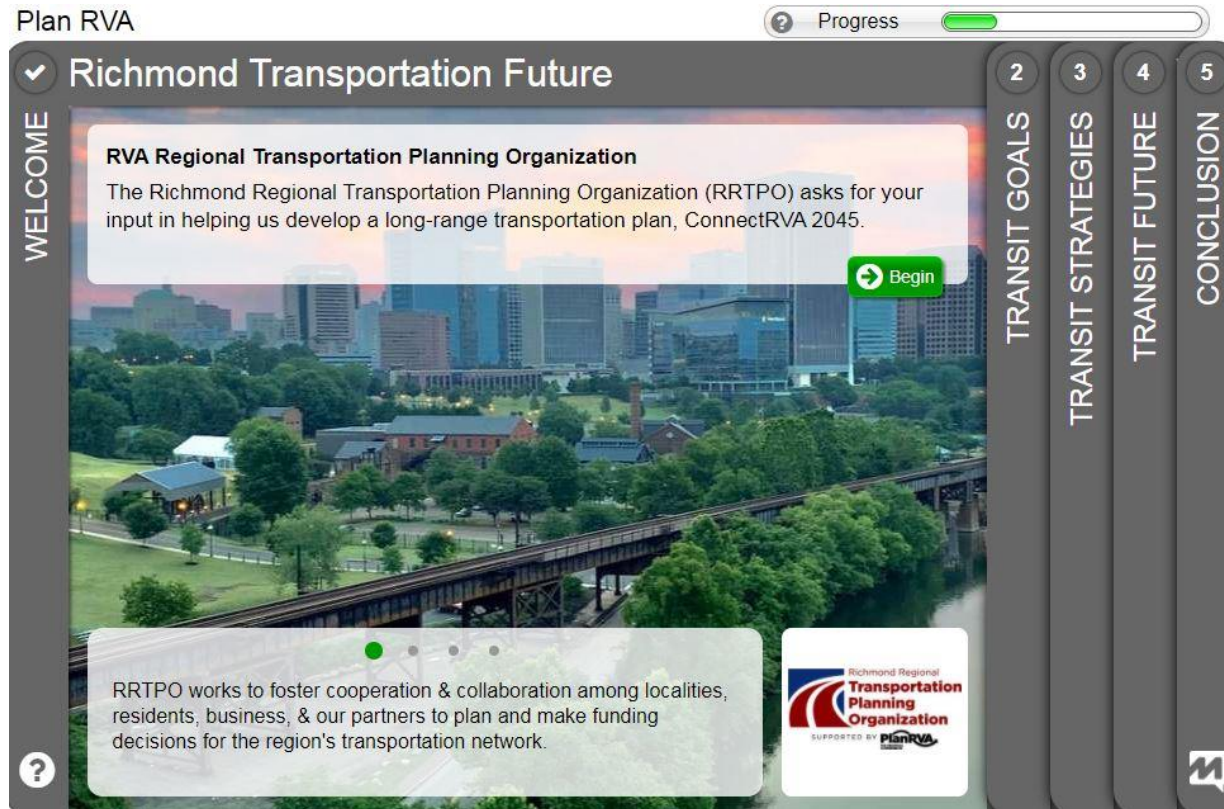 Plan RVA
? Progress
Richmond Transportation Future
WELCOME
RVA Regional Transportation Planning Organization
The Richmond Regional Transportation Planning Organization (RRTPO) asks for your
input in helping us develop a long-range transportation plan, ConnectRVA 2045.
Begin
RRTPO works to foster cooperation & collaboration among localities,
residents, business, & our partners to plan and make funding
decisions for the region's transportation network.
Richmond Regional
Transportation
Planning
Organization
SUPPORTED BY PlanRVA
?
2
TRANSIT GOALS
3
TRANSIT STRATEGIES
4
TRANSIT FUTURE
5
CONCLUSION